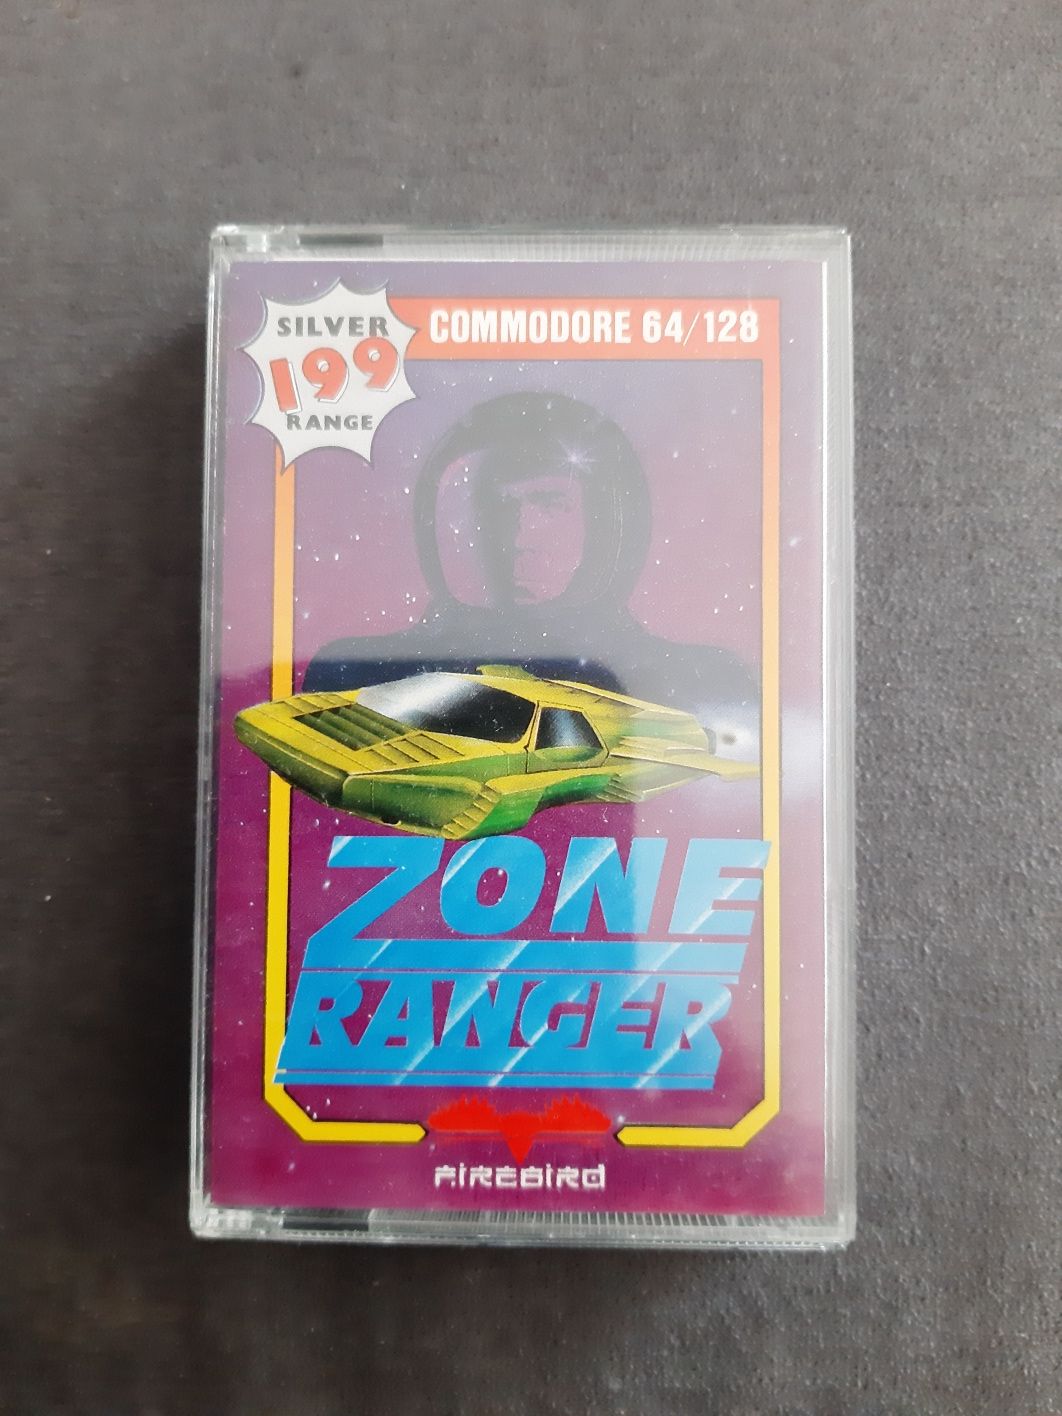 SILVER
199
RANGE
COMMODORE 64/128
ZONE
RANGER
FIREBIRD